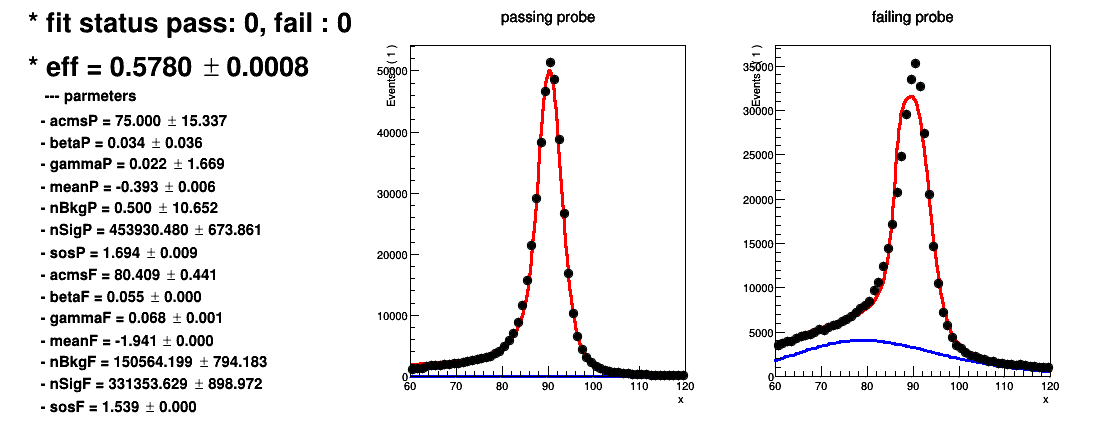 * fit status pass: 0, fail : 0
* eff = 0.5780 ± 0.0008
--- parmeters
- acmsP = 75.000 ± 15.337
- betaP = 0.034 ± 0.036
- gammaP = 0.022 ± 1.669
- meanP = -0.393 ± 0.006
- nBkgP = 0.500 ± 10.652
- nSigP = 453930.480 ± 673.861
- sosP = 1.694 ± 0.009
- acmsF = 80.409 ± 0.441
- betaF = 0.055 ± 0.000
- gammaF = 0.068 ± 0.001
- meanF = -1.941 ± 0.000
- nBkgF = 150564.199 ± 794.183
- nSigF = 331353.629 ± 898.972
- sosF = 1.539 ± 0.000
passing probe
Events / ( 1 )
50000
40000
30000
20000
10000
0
60 70 80 90 100 110 120
x
failing probe
Events / ( 1 )
35000
30000
25000
20000
15000
10000
5000
0
60 70 80 90 100 110 120
x